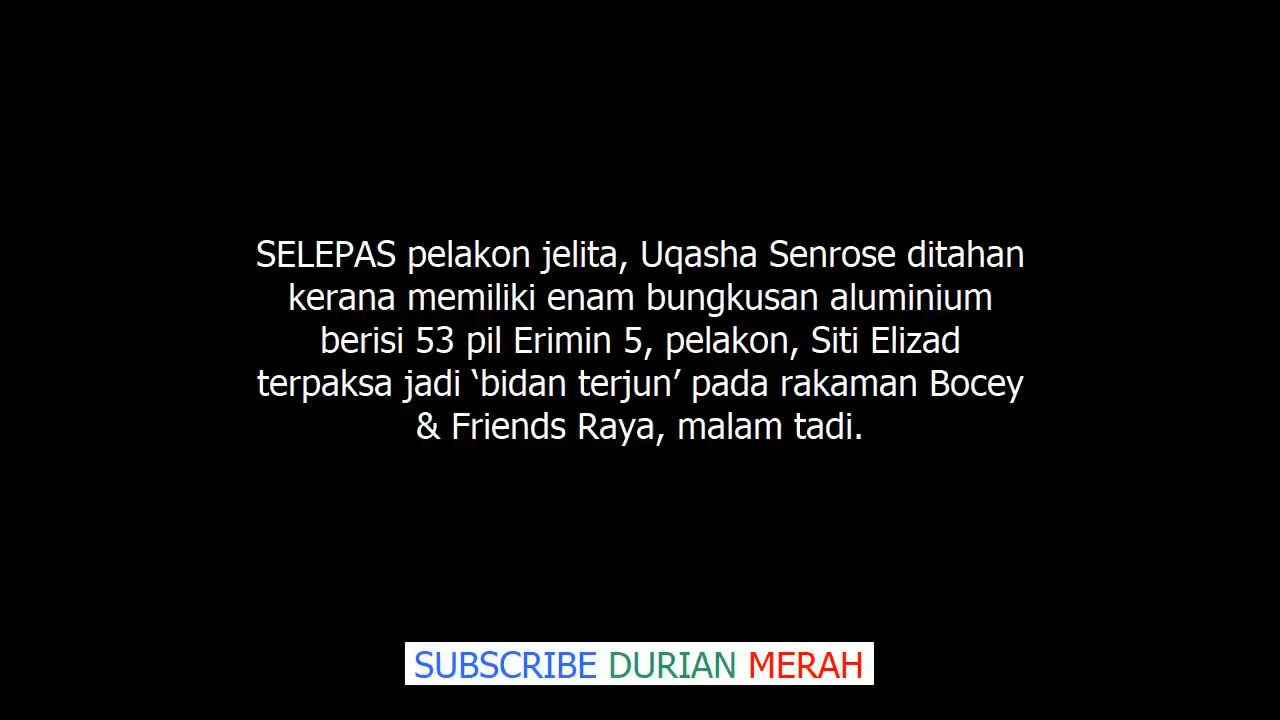 SELEPAS pelakon jelita, Uqasha Senrose ditahan
kerana memiliki enam bungkusan aluminium
berisi 53 pil Erimin 5, pelakon, Siti Elizad
terpaksa jadi ‘bidan terjun’ pada rakaman Bocey
& Friends Raya, malam tadi.
SUBSCRIBE DURIAN MERAH